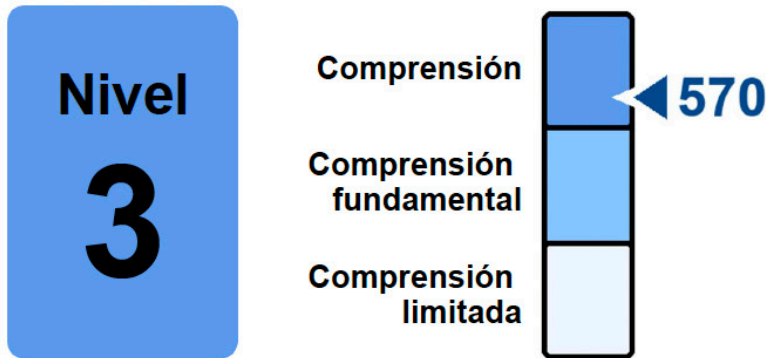 Nivel
3
Comprensión
570
Comprensión
fundamental
Comprensión
limitada